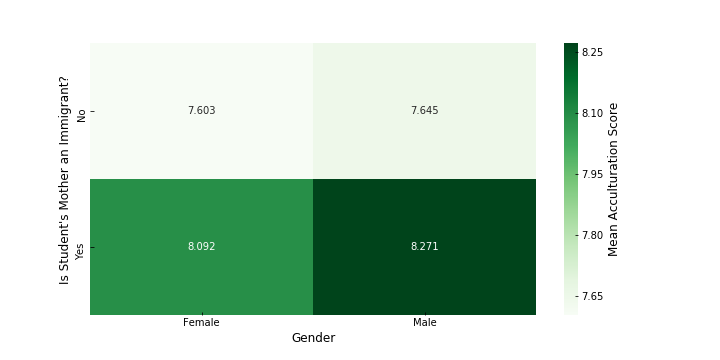 Is Student's Mother an Immigrant?
No
Yes
7.603
7.645
8.092
8.271
Female
Male
Gender
8.25
8.10
7.95
7.80
7.65
Mean Acculturation Score